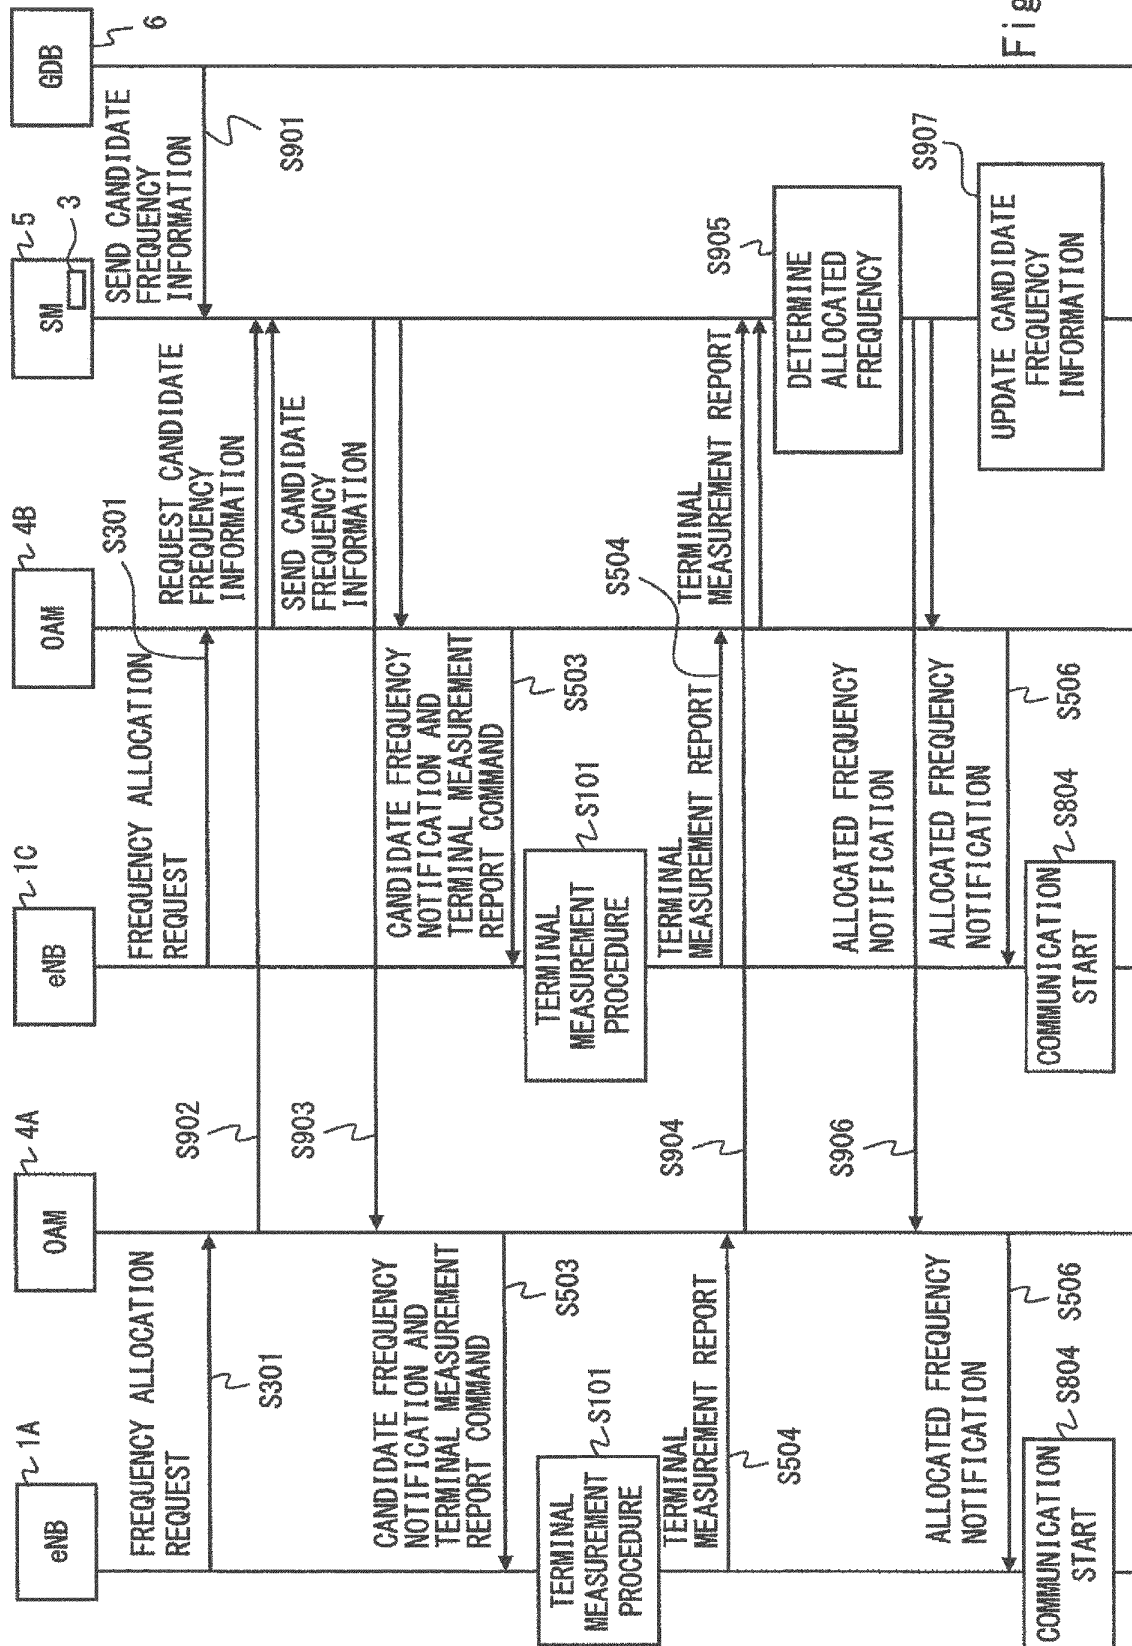 eNB
1A
OAM
4A
eNB
1C
OAM
4B
SM
5
3
GDB
6
FREQUENCY ALLOCATION
REQUEST
S301
FREQUENCY ALLOCATION
REQUEST
S301
SEND CANDIDATE
FREQUENCY
INFORMATION
S901
REQUEST CANDIDATE
FREQUENCY
INFORMATION
S902
SEND CANDIDATE
FREQUENCY
INFORMATION
S903
CANDIDATE FREQUENCY
NOTIFICATION AND
TERMINAL MEASUREMENT
REPORT COMMAND
S503
CANDIDATE FREQUENCY
NOTIFICATION AND
TERMINAL MEASUREMENT
REPORT COMMAND
S503
TERMINAL
MEASUREMENT
PROCEDURE
S101
TERMINAL
MEASUREMENT
PROCEDURE
S101
TERMINAL
MEASUREMENT REPORT
S504
TERMINAL
MEASUREMENT REPORT
S504
TERMINAL
MEASUREMENT REPORT
S904
DETERMINE
ALLOCATED
FREQUENCY
S905
ALLOCATED FREQUENCY
NOTIFICATION
S906
UPDATE CANDIDATE
FREQUENCY
INFORMATION
S907
ALLOCATED FREQUENCY
NOTIFICATION
S506
ALLOCATED FREQUENCY
NOTIFICATION
S506
COMMUNICATION
START
S804
COMMUNICATION
START
S804
Fig